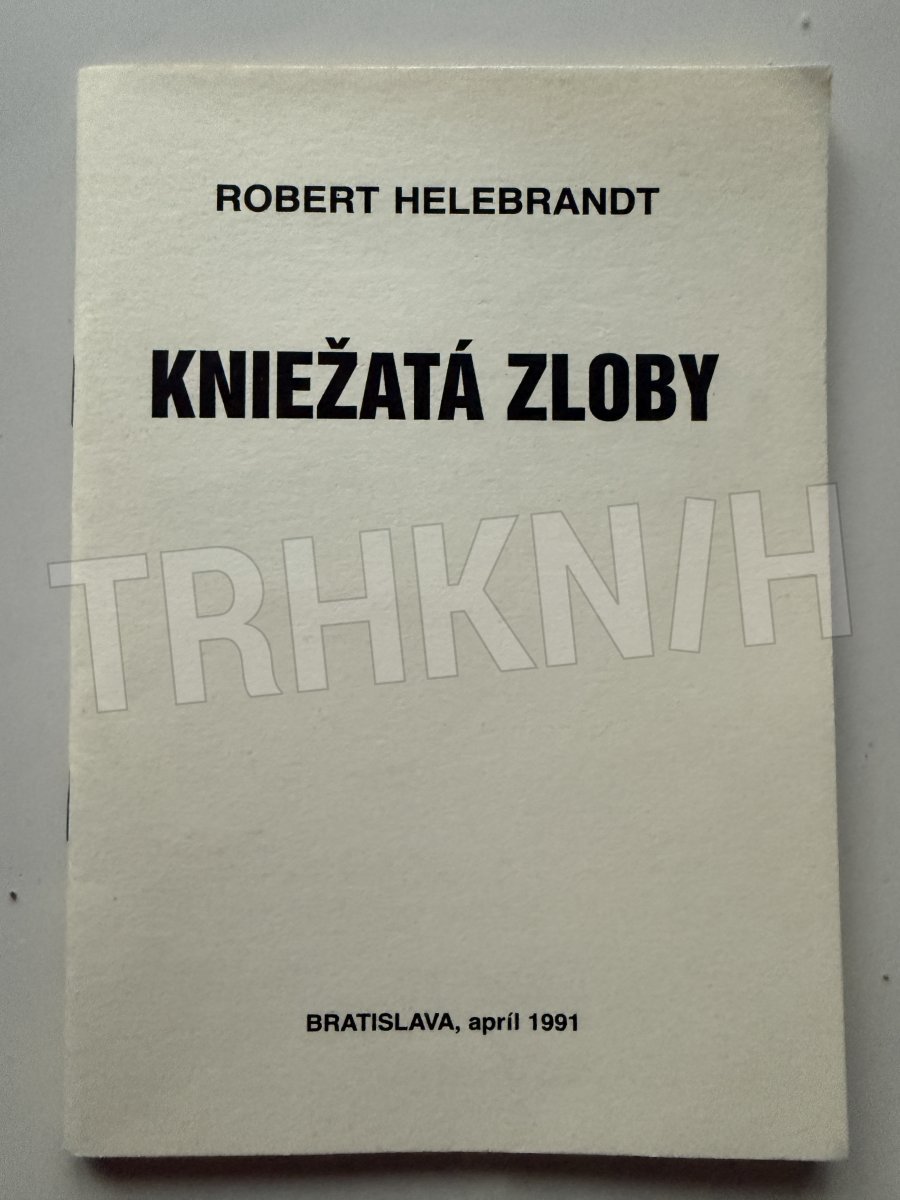 ROBERT HELEBRANDT
KNIEŽATÁ ZLOBY
TRHKNIH
BRATISLAVA, apríl 1991